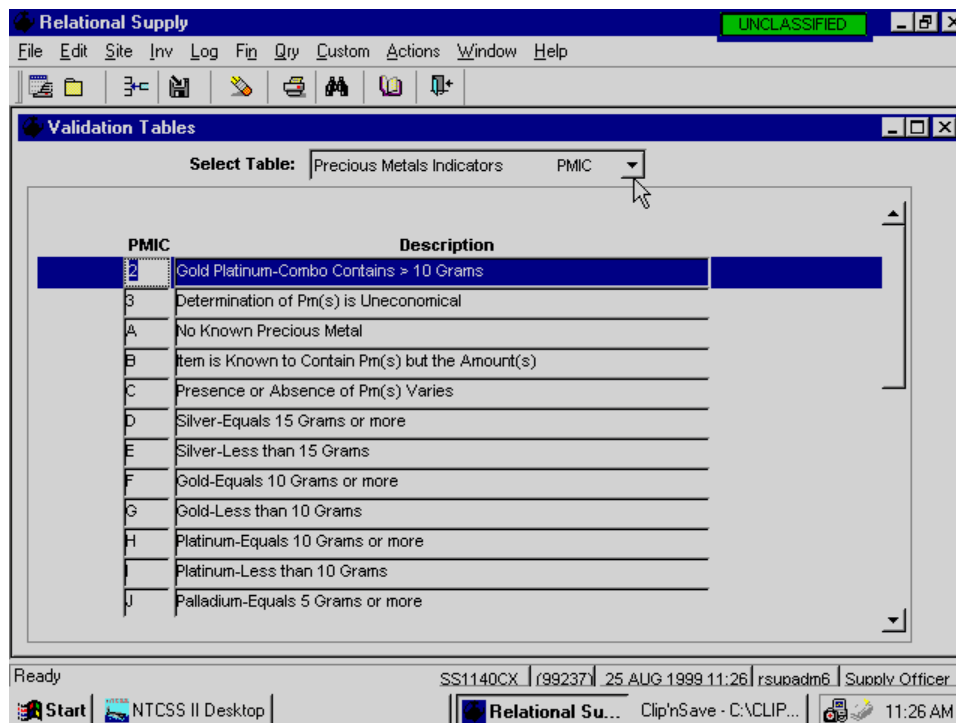 Relational Supply UNCLASSIFIED
File Edit Site Inv Log Fin Qry Custom Actions Window Help
Validation Tables
Select Table: Precious Metals Indicators PMIC
PMIC Description
2 Gold Platinum-Combo Contains > 10 Grams
3 Determination of Pm(s) is Uneconomical
A No Known Precious Metal
B Item is Known to Contain Pm(s) but the Amount(s)
C Presence or Absence of Pm(s) Varies
D Silver-Equals 15 Grams or more
E Silver-Less than 15 Grams
F Gold-Equals 10 Grams or more
G Gold-Less than 10 Grams
H Platinum-Equals 10 Grams or more
I Platinum-Less than 10 Grams
J Palladium-Equals 5 Grams or more
Ready SS1140CX (99237) 25 AUG 1999 11:26 rsupadm6 Supply Officer
Start NTCSS II Desktop Relational Su... Clip'nSave - C:\CLIP... 11:26 AM